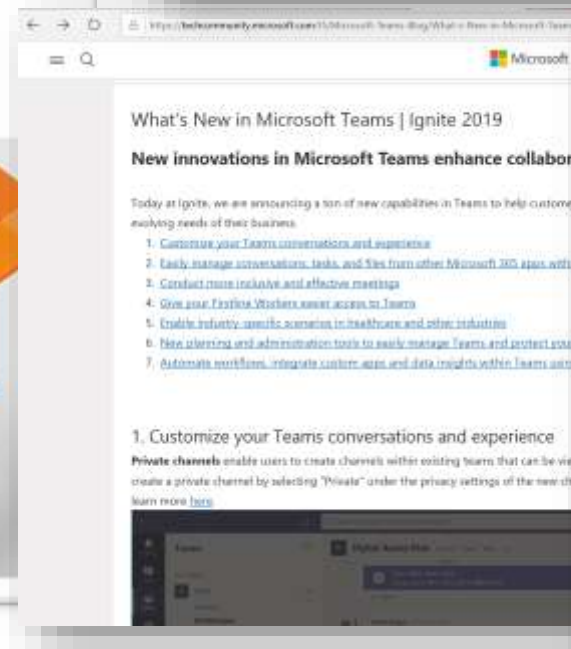 https://techcommunity.microsoft.com
Microsoft
What's New in Microsoft Teams | Ignite 2019
New innovations in Microsoft Teams enhance collabor
Today at Ignite, we are announcing a ton of new capabilities in Teams to help custome
evolving needs of their business.
1. Customize your Teams conversations and experience
2. Easily manage conversations, tasks, and files from other Microsoft 365 apps with
3. Conduct more inclusive and effective meetings
4. Give your Firstline Workers easier access to Teams
5. Enable industry-specific scenarios in healthcare and other industries
6. New planning and administration tools to easily manage Teams and protect you
7. Automate workflows, integrate custom apps and data insights within Teams usin
1. Customize your Teams conversations and experience
Private channels enable users to create channels within existing teams that can be vie
create a private channel by selecting "Private" under the privacy settings of the new ch
learn more here.
Teams